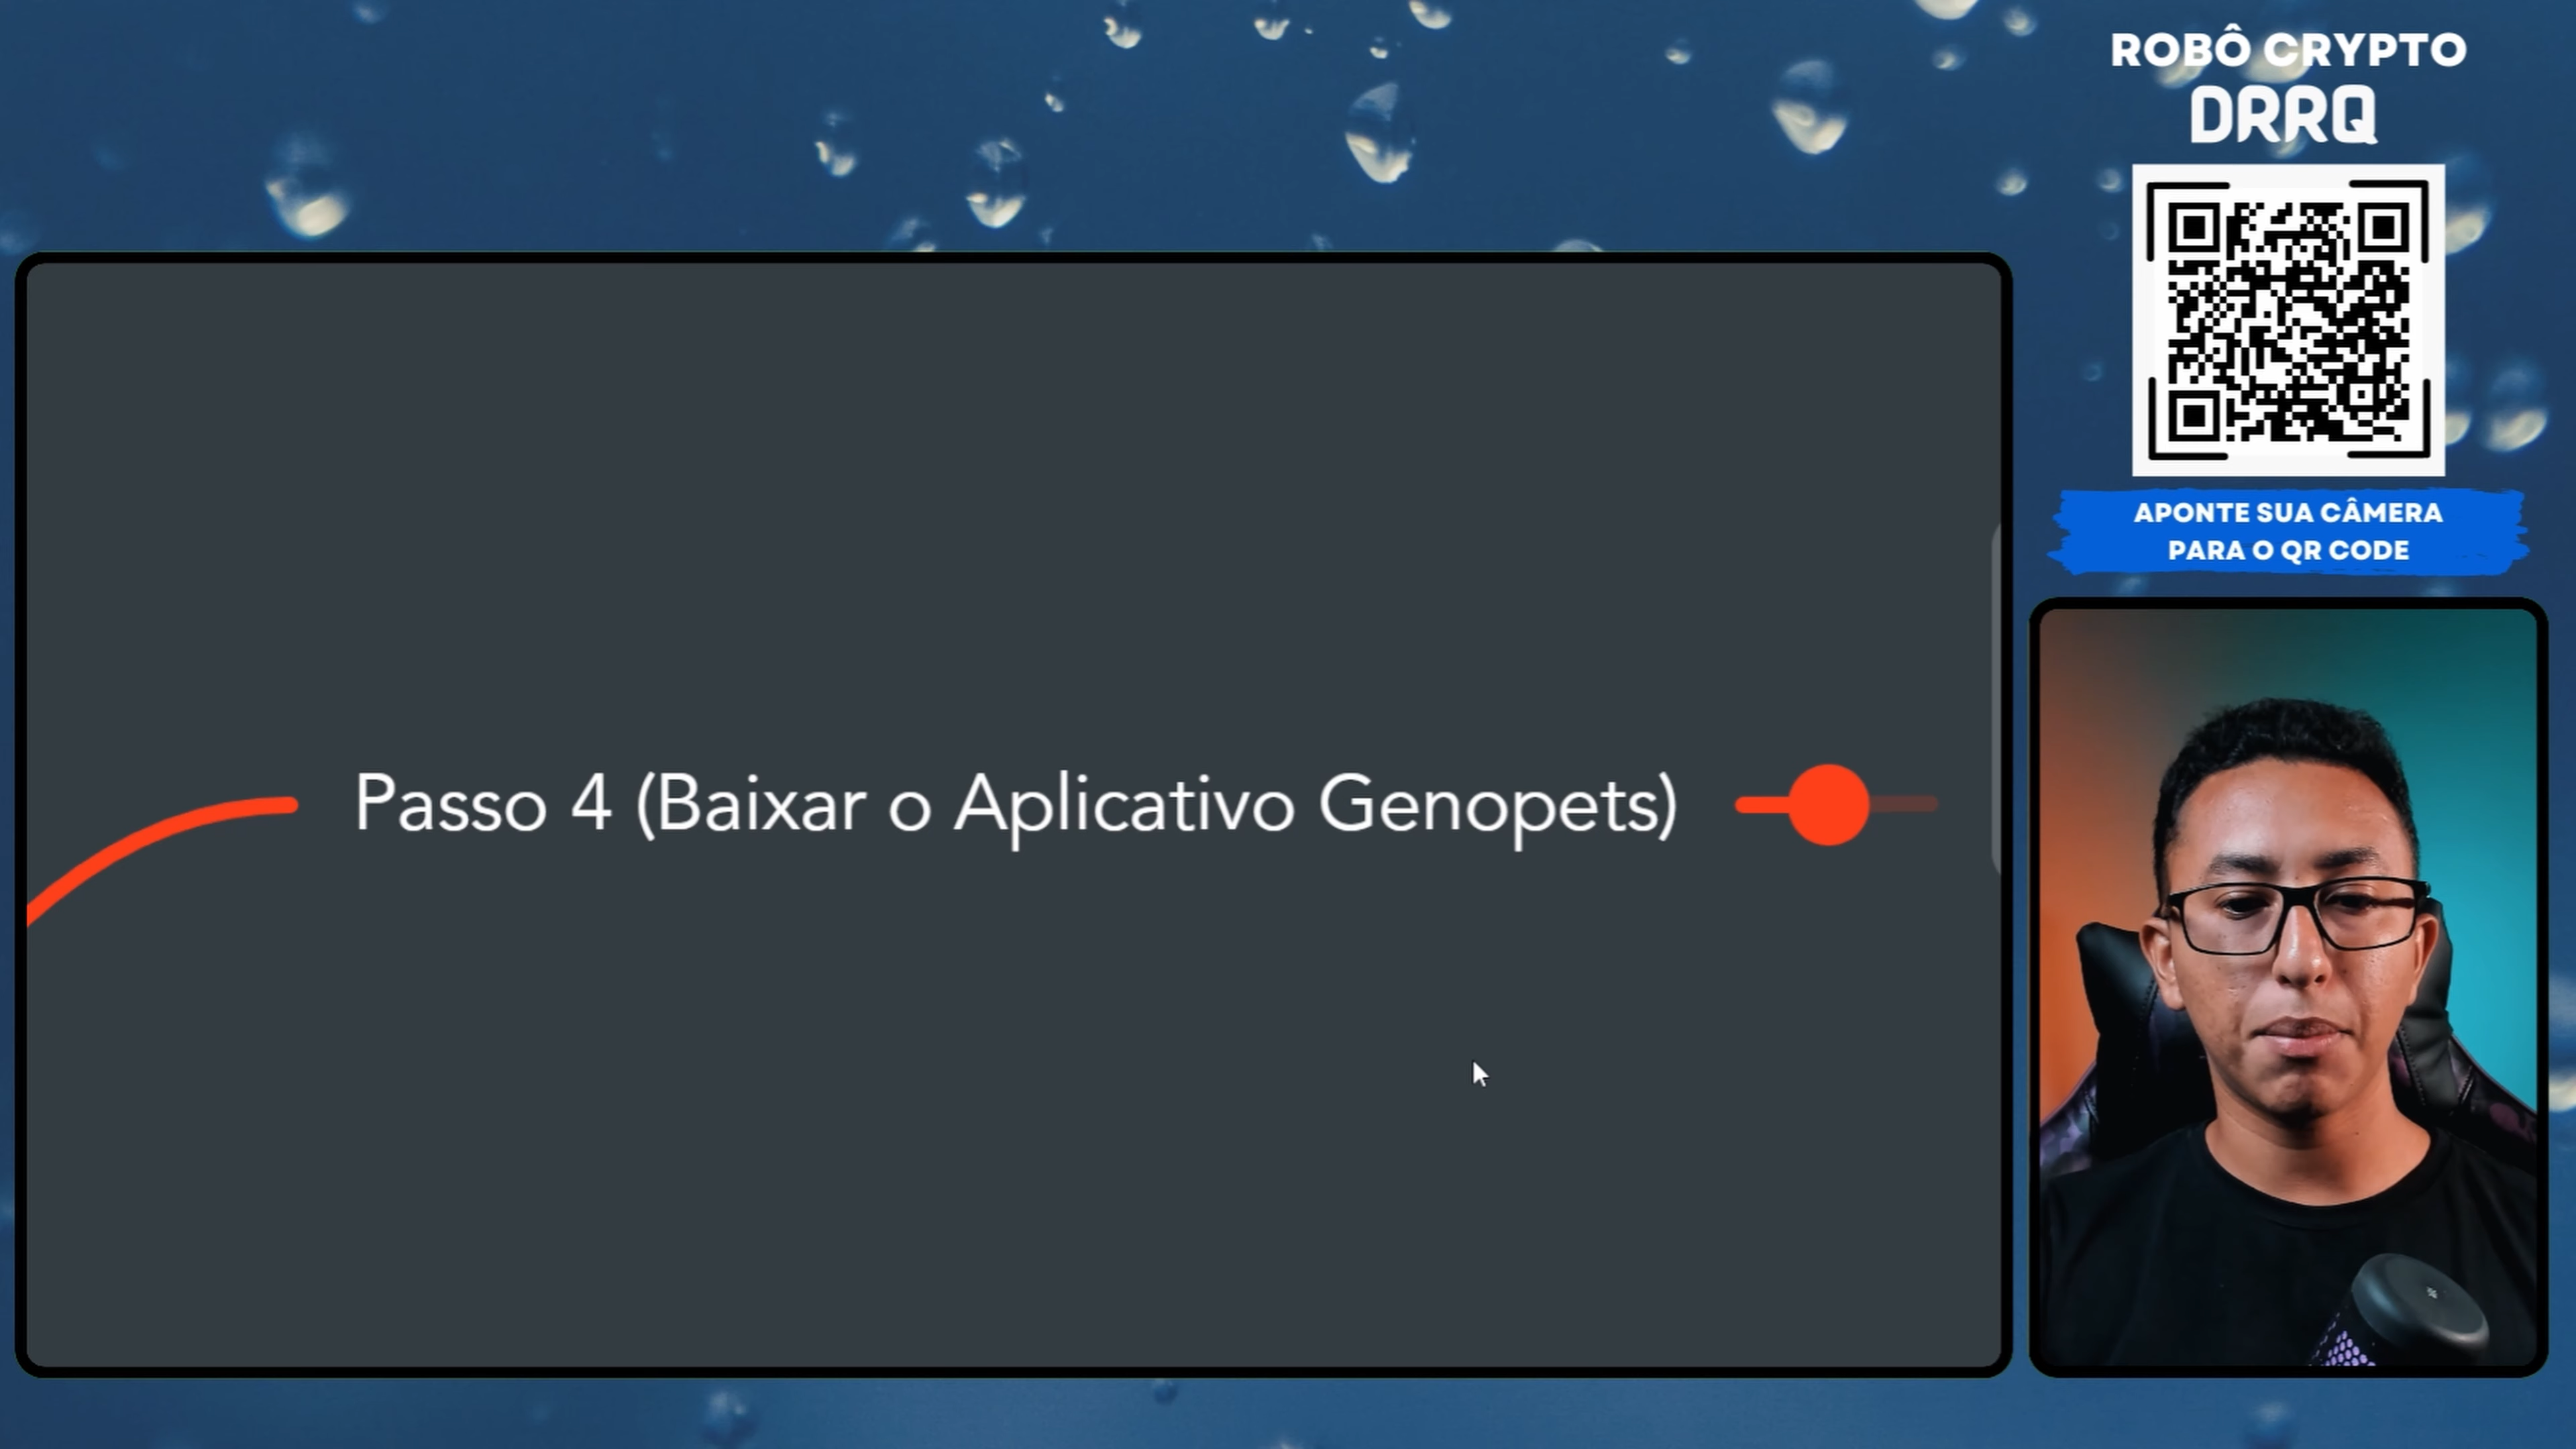 ROBÔ CRYPTO
DRRQ
APONTE SUA CÂMERA
PARA O QR CODE
Passo 4 (Baixar o Aplicativo Genopets)